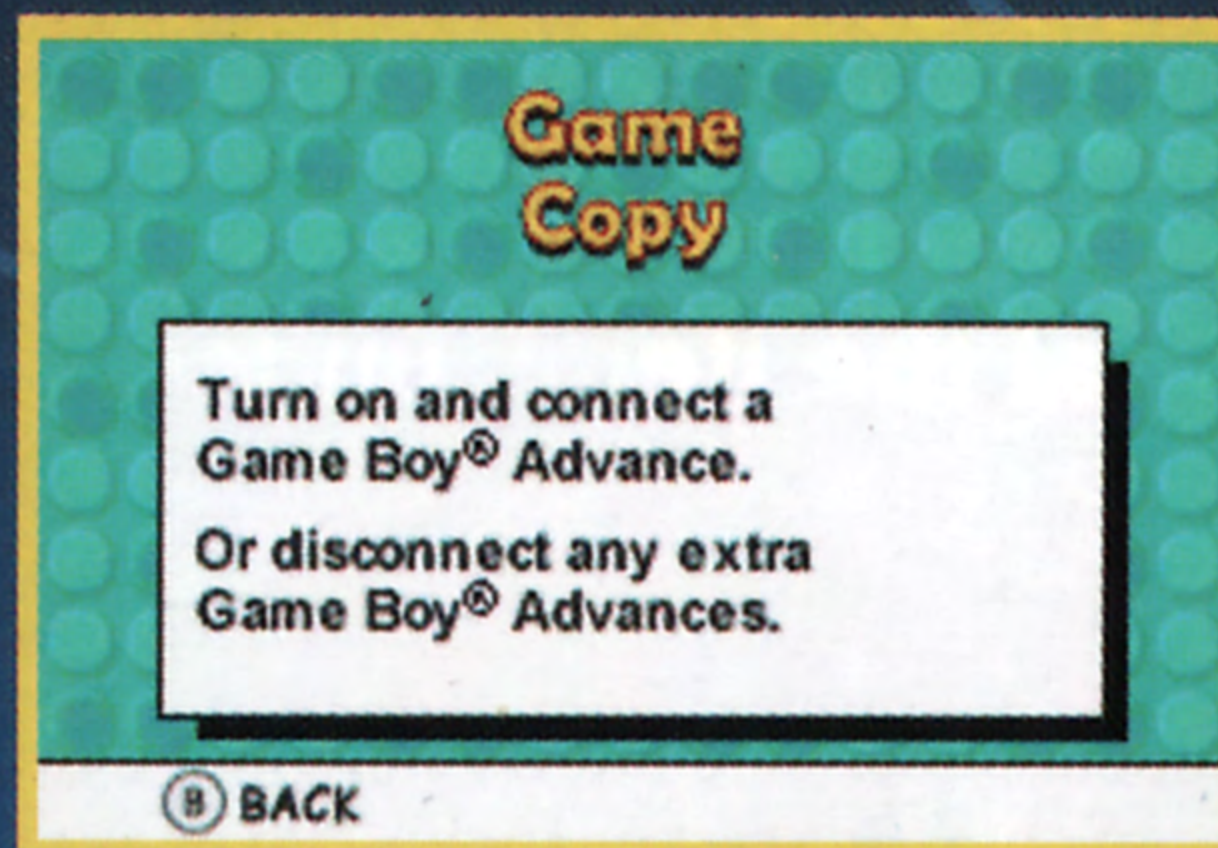 Game
Copy
Turn on and connect a
Game Boy® Advance.
Or disconnect any extra
Game Boy® Advances.
B BACK